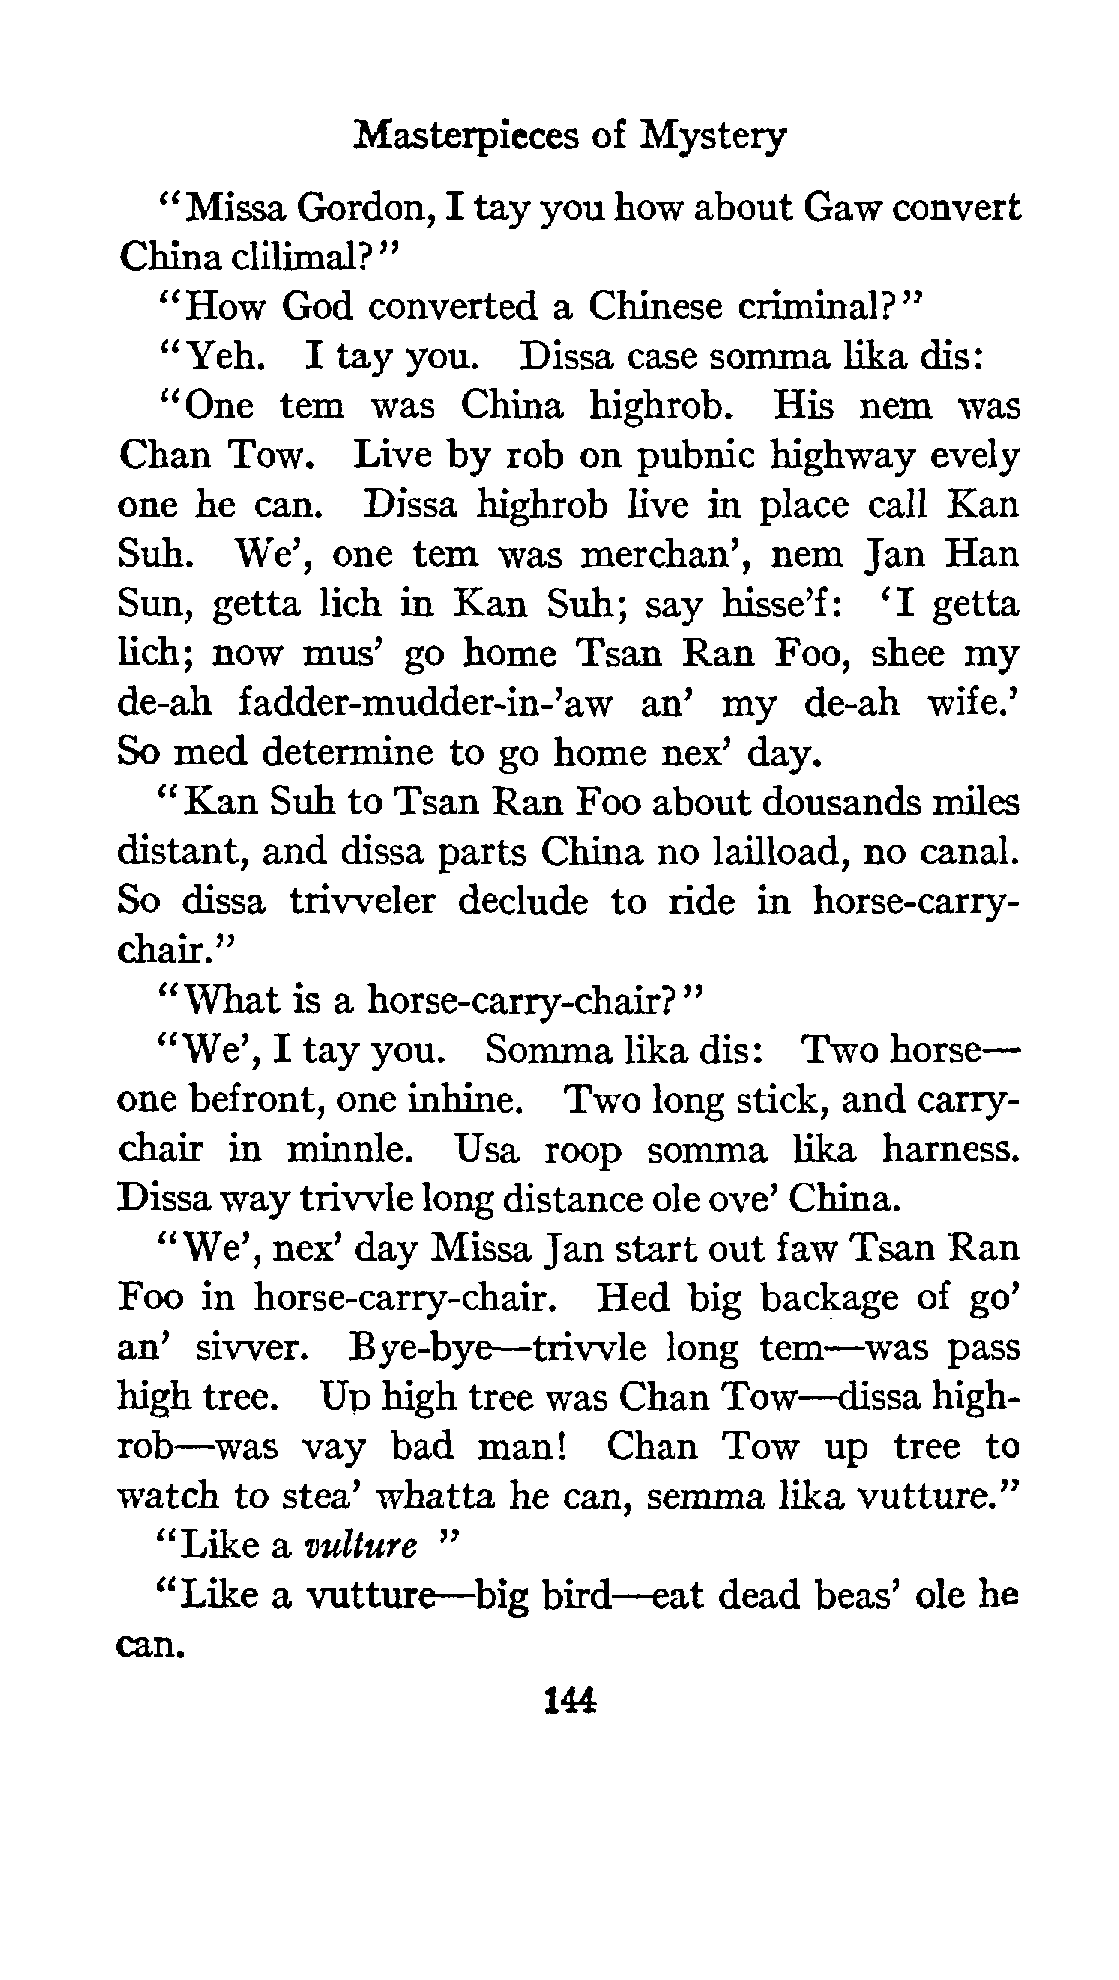 Masterpieces of Mystery
“Missa Gordon, I tay you how about Gaw convert
China clilimal?”
“How God converted a Chinese criminal?”
“Yeh. I tay you. Dissa case somma lika dis:
“One tem was China highrob. His nem was
Chan Tow. Live by rob on pubnic highway evely
one he can. Dissa highrob live in place call Kan
Suh. We’, one tem was merchan’, nem Jan Han
Sun, getta lich in Kan Suh; say hisse’f: ‘I getta
lich; now mus’ go home Tsan Ran Foo, shee my
de-ah fadder-mudder-in-’aw an’ my de-ah wife.’
So med determine to go home nex’ day.
“Kan Suh to Tsan Ran Foo about dousands miles
distant, and dissa parts China no lailload, no canal.
So dissa trivveler declude to ride in horse-carry-
chair.”
“What is a horse-carry-chair?”
“We’, I tay you. Somma lika dis: Two horse—
one befront, one inhine. Two long stick, and carry-
chair in minnle. Usa roop somma lika harness.
Dissa way trivvle long distance ole ove’ China.
“We’, nex’ day Missa Jan start out faw Tsan Ran
Foo in horse-carry-chair. Hed big backage of go’
an’ sivver. Bye-bye—trivvle long tem—was pass
high tree. Up high tree was Chan Tow—dissa high-
rob—was vay bad man! Chan Tow up tree to
watch to stea’ whatta he can, semma lika vutture.”
“Like a vulture ”
“Like a vutture—big bird—eat dead beas’ ole he
can.
144